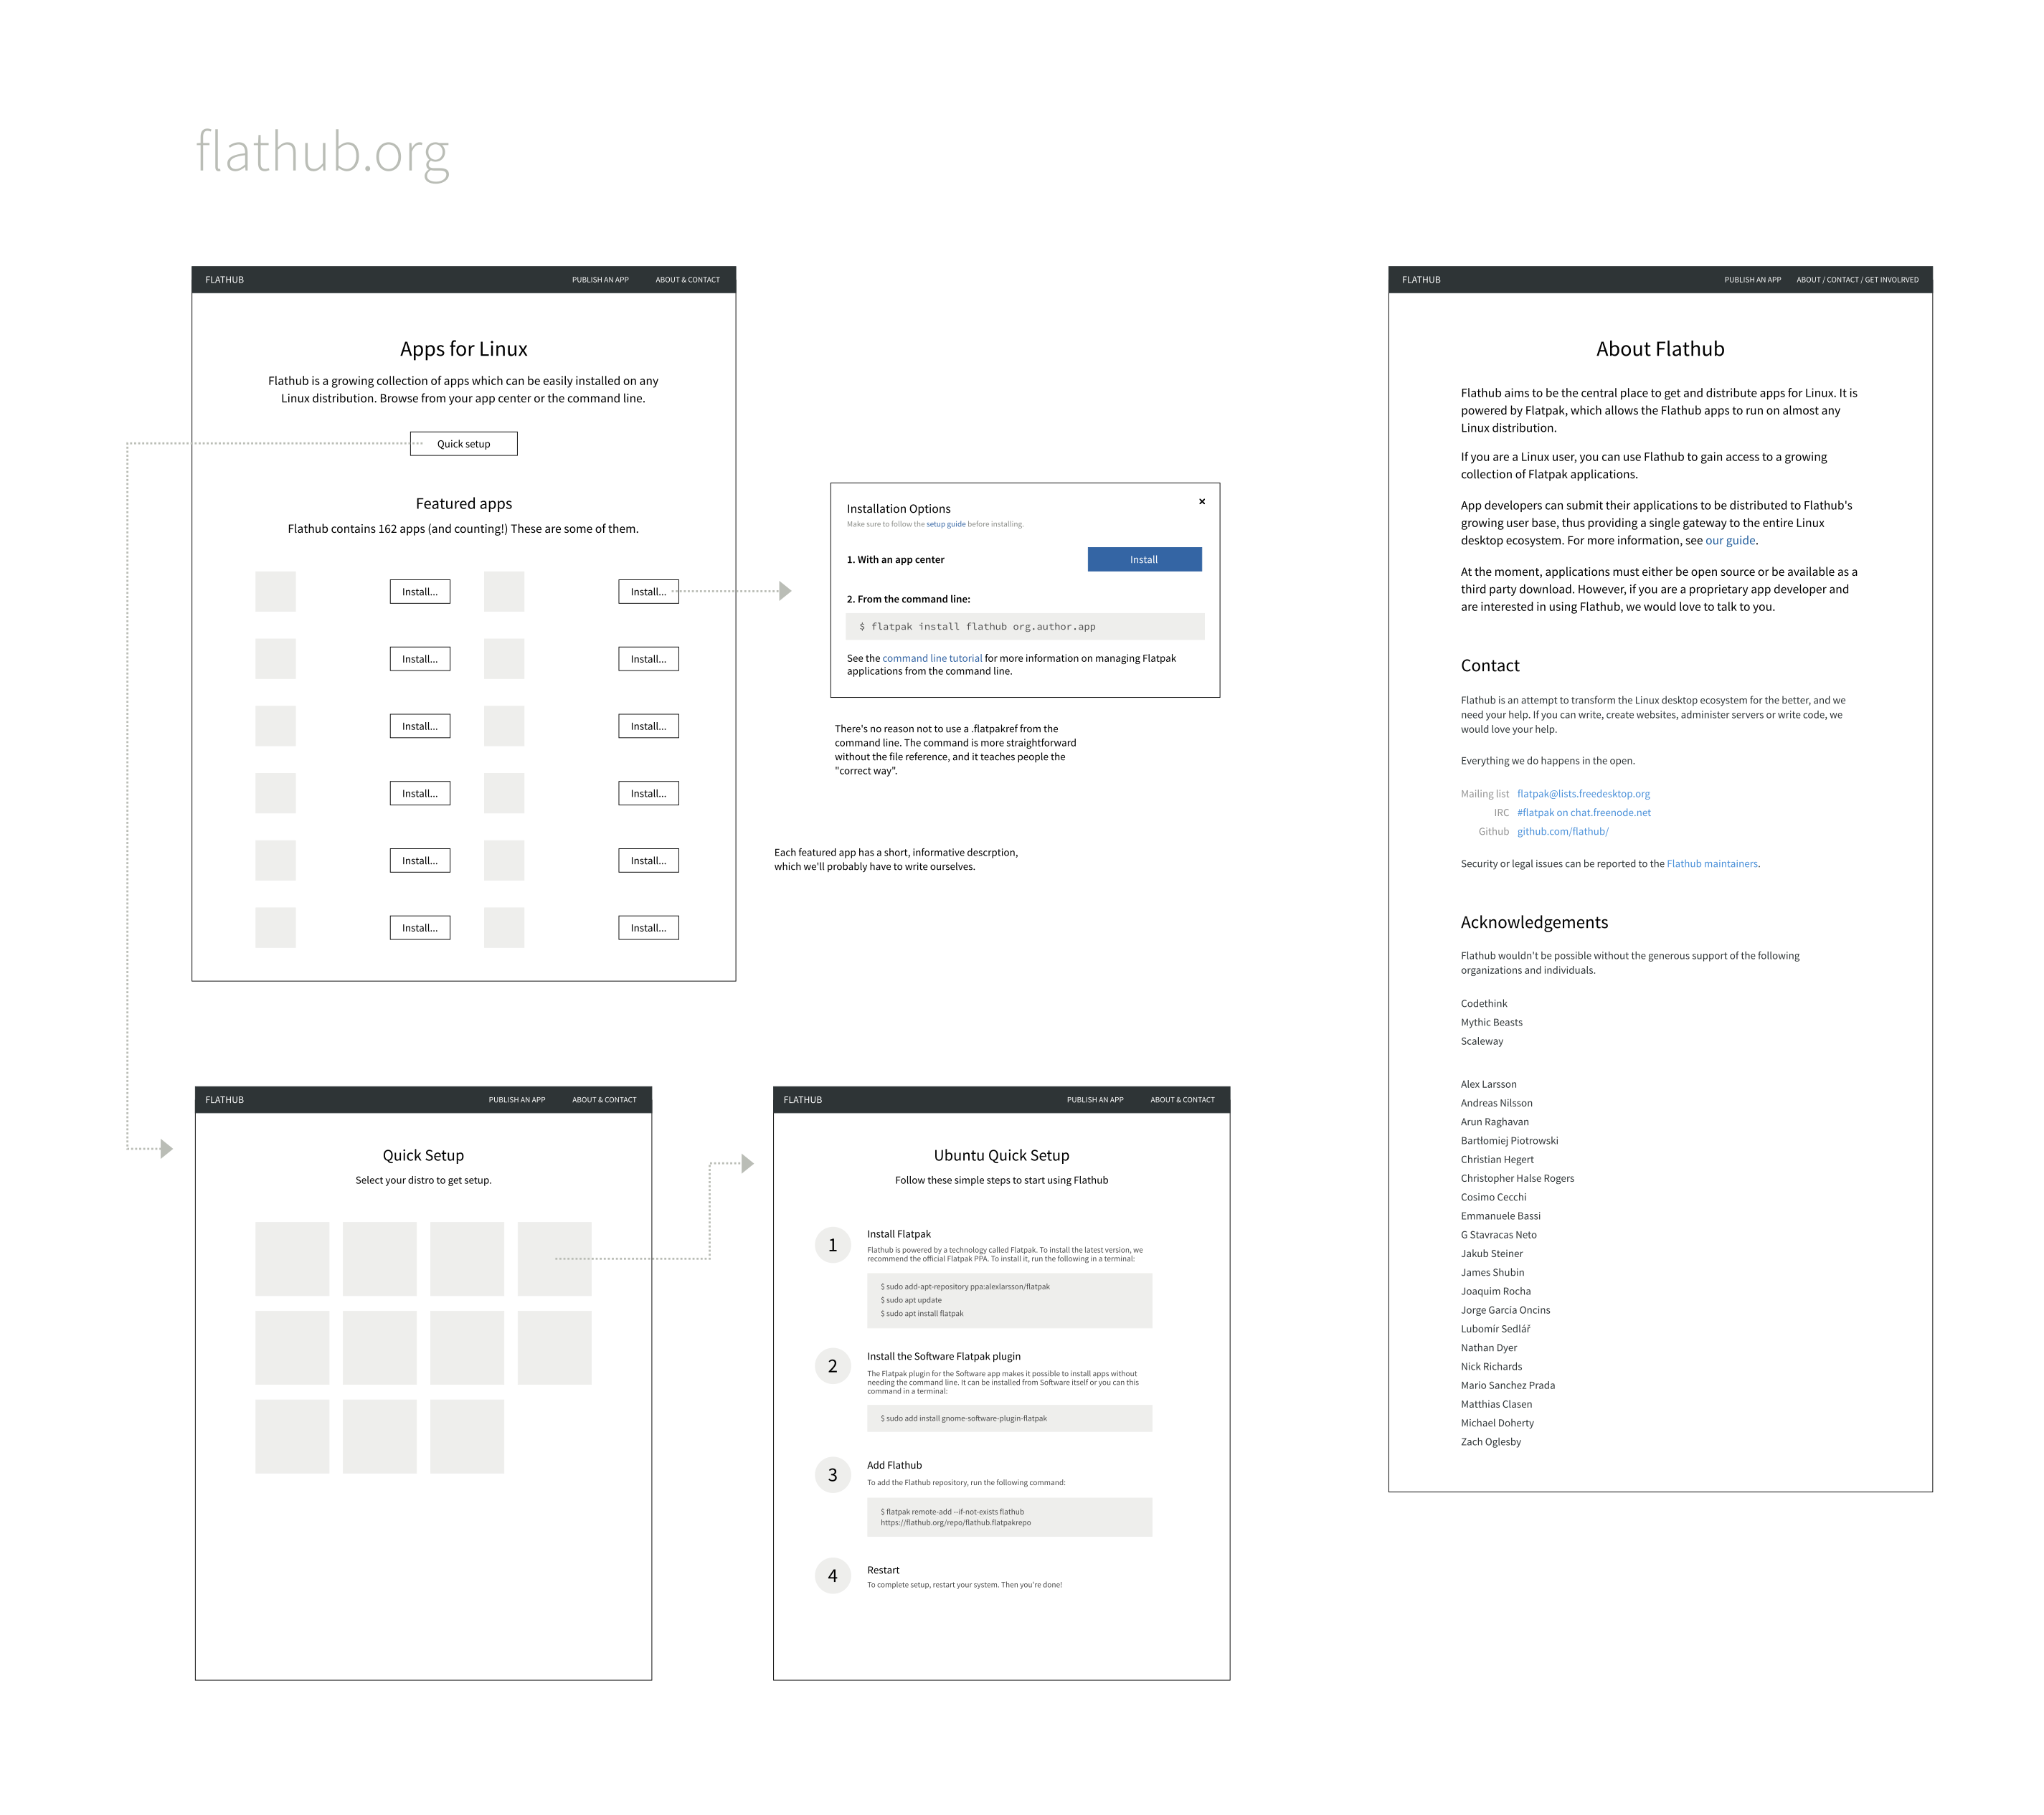 flathub.org
FLATHUB
PUBLISH AN APP
ABOUT & CONTACT
Apps for Linux
Flathub is a growing collection of apps which can be easily installed on any
Linux distribution. Browse from your app center or the command line.
Quick setup
Featured apps
Flathub contains 162 apps (and counting!) These are some of them.
Install...
Install...
Install...
Install...
Install...
Install...
Install...
Install...
Install...
Install...
Install...
Install...
Installation Options
Make sure to follow the setup guide before installing.
1. With an app center
Install
2. From the command line:
$ flatpak install flathub org.author.app
See the command line tutorial for more information on managing Flatpak
applications from the command line.
There's no reason not to use a .flatpakref from the
command line. The command is more straightforward
without the file reference, and it teaches people the
"correct way".
Each featured app has a short, informative descrption,
which we'll probably have to write ourselves.
FLATHUB
PUBLISH AN APP
ABOUT & CONTACT
Quick Setup
Select your distro to get setup.
FLATHUB
PUBLISH AN APP
ABOUT & CONTACT
Ubuntu Quick Setup
Follow these simple steps to start using Flathub
1
Install Flatpak
Flathub is powered by a technology called Flatpak. To install the latest version, we
recommend the official Flatpak PPA. To install it, run the following in a terminal:
$ sudo add-apt-repository ppa:alexlarsson/flatpak
$ sudo apt update
$ sudo apt install flatpak
2
Install the Software Flatpak plugin
The Flatpak plugin for the Software app makes it possible to install apps without
needing the command line. It can be installed from Software itself or you can this
command in a terminal:
$ sudo add install gnome-software-plugin-flatpak
3
Add Flathub
To add the Flathub repository, run the following command:
$ flatpak remote-add --if-not-exists flathub
https://flathub.org/repo/flathub.flatpakrepo
4
Restart
To complete setup, restart your system. Then you're done!
FLATHUB
PUBLISH AN APP
ABOUT / CONTACT / GET INVOLRVED
About Flathub
Flathub aims to be the central place to get and distribute apps for Linux. It is
powered by Flatpak, which allows the Flathub apps to run on almost any
Linux distribution.
If you are a Linux user, you can use Flathub to gain access to a growing
collection of Flatpak applications.
App developers can submit their applications to be distributed to Flathub's
growing user base, thus providing a single gateway to the entire Linux
desktop ecosystem. For more information, see our guide.
At the moment, applications must either be open source or be available as a
third party download. However, if you are a proprietary app developer and
are interested in using Flathub, we would love to talk to you.
Contact
Flathub is an attempt to transform the Linux desktop ecosystem for the better, and we
need your help. If you can write, create websites, administer servers or write code, we
would love your help.
Everything we do happens in the open.
Mailing list flatpak@lists.freedesktop.org
IRC #flatpak on chat.freenode.net
Github github.com/flathub/
Security or legal issues can be reported to the Flathub maintainers.
Acknowledgements
Flathub wouldn't be possible without the generous support of the following
organizations and individuals.
Codethink
Mythic Beasts
Scaleway
Alex Larsson
Andreas Nilsson
Arun Raghavan
Bartłomiej Piotrowski
Christian Hegert
Christopher Halse Rogers
Cosimo Cecchi
Emmanuele Bassi
G Stavracas Neto
Jakub Steiner
James Shubin
Joaquim Rocha
Jorge García Oncins
Lubomír Sedlář
Nathan Dyer
Nick Richards
Mario Sanchez Prada
Matthias Clasen
Michael Doherty
Zach Oglesby